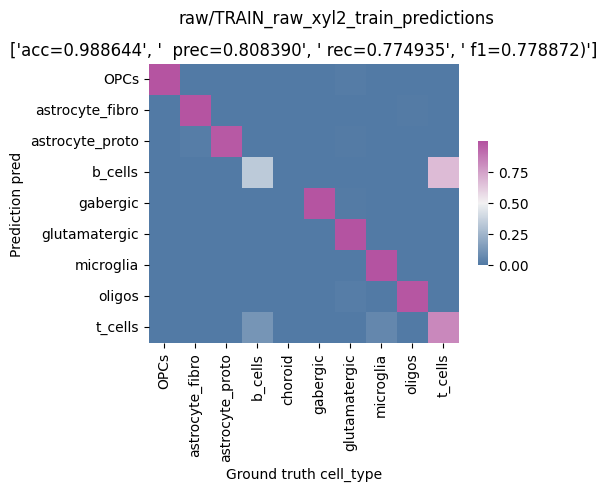 raw/TRAIN_raw_xyl2_train_predictions
['acc=0.988644', '  prec=0.808390', ' rec=0.774935', ' f1=0.778872)']
OPCs
astrocyte_fibro
astrocyte_proto
b_cells
gabergic
glutamatergic
microglia
oligos
t_cells
Prediction pred
0.75
0.50
0.25
0.00
OPCs
astrocyte_fibro
astrocyte_proto
b_cells
choroid
gabergic
glutamatergic
microglia
oligos
t_cells
Ground truth cell_type